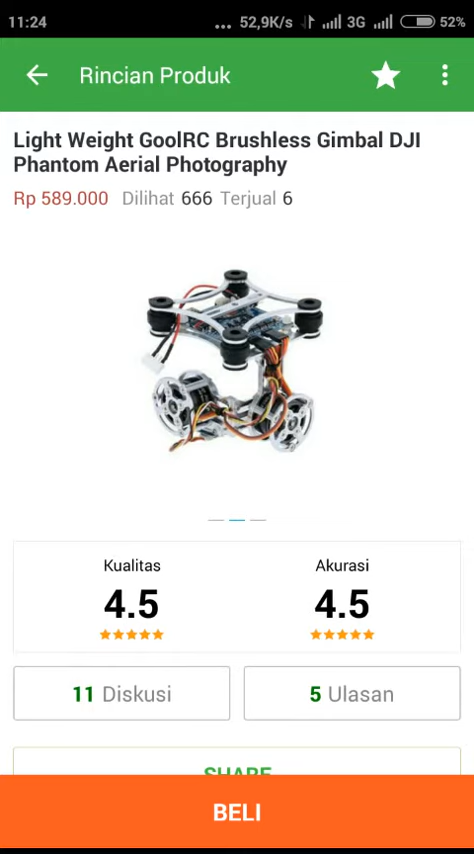 11:24
... 52,9K/s 3G 52%
Rincian Produk
Light Weight GoolRC Brushless Gimbal DJI
Phantom Aerial Photography
Rp 589.000 Dilihat 666 Terjual 6
Kualitas Akurasi
4.5 4.5
11 Diskusi 5 Ulasan
SHARE
BELI